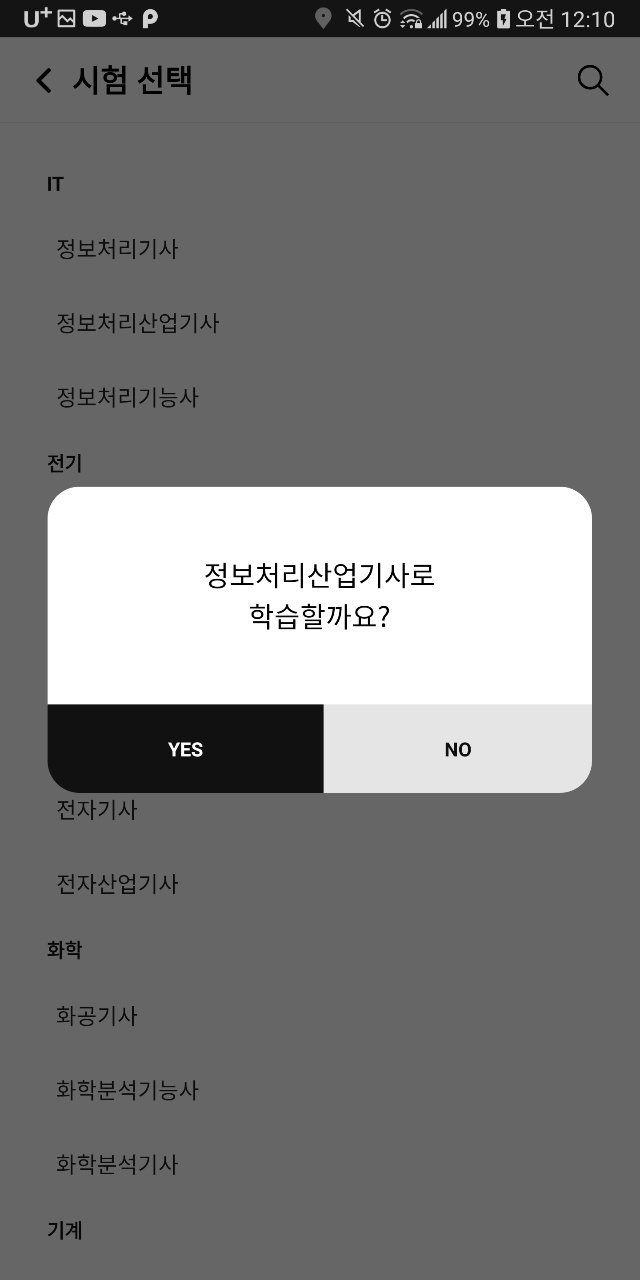 U+ 99% 오전 12:10
시험 선택
IT
정보처리기사
정보처리산업기사
정보처리기능사
전기
정보처리산업기사로
학습할까요?
YES NO
전자기사
전자산업기사
화학
화공기사
화학분석기능사
화학분석기사
기계